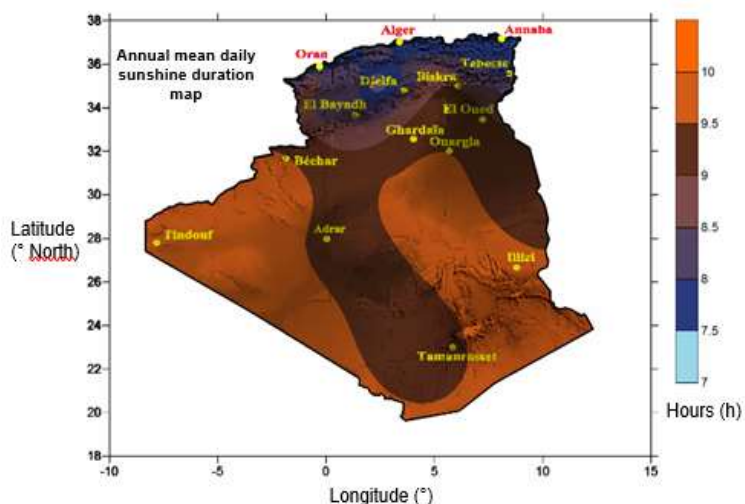 Annual mean daily
sunshine duration
map
Alger
Annaba
Oran
Tebessa
Djelfa
Biskra
El Bayadh
El Oued
Ghardaïa
Ouargla
Béchar
Adrar
Tindouf
Illizi
Tamanrasset
Latitude
(° North)
38
36
34
32
30
28
26
24
22
20
18
-10
-5
0
5
10
15
Longitude (°)
10
9.5
9
8.5
8
7.5
7
Hours (h)